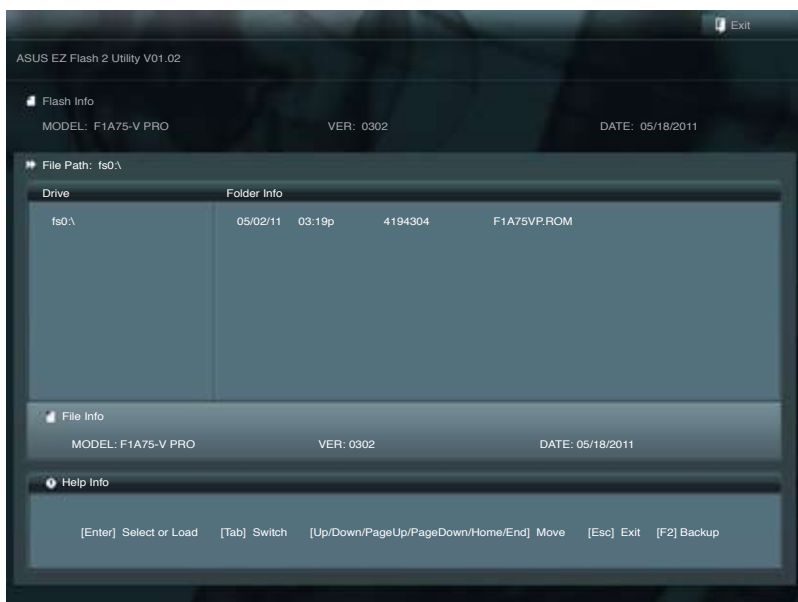 Exit
ASUS EZ Flash 2 Utility V01.02
Flash Info
MODEL: F1A75-V PRO VER: 0302 DATE: 05/18/2011
File Path: fs0:\
Drive Folder Info
fs0:\ 05/02/11 03:19p 4194304 F1A75VP.ROM
File Info
MODEL: F1A75-V PRO VER: 0302 DATE: 05/18/2011
Help Info
[Enter] Select or Load [Tab] Switch [Up/Down/PageUp/PageDown/Home/End] Move [Esc] Exit [F2] Backup